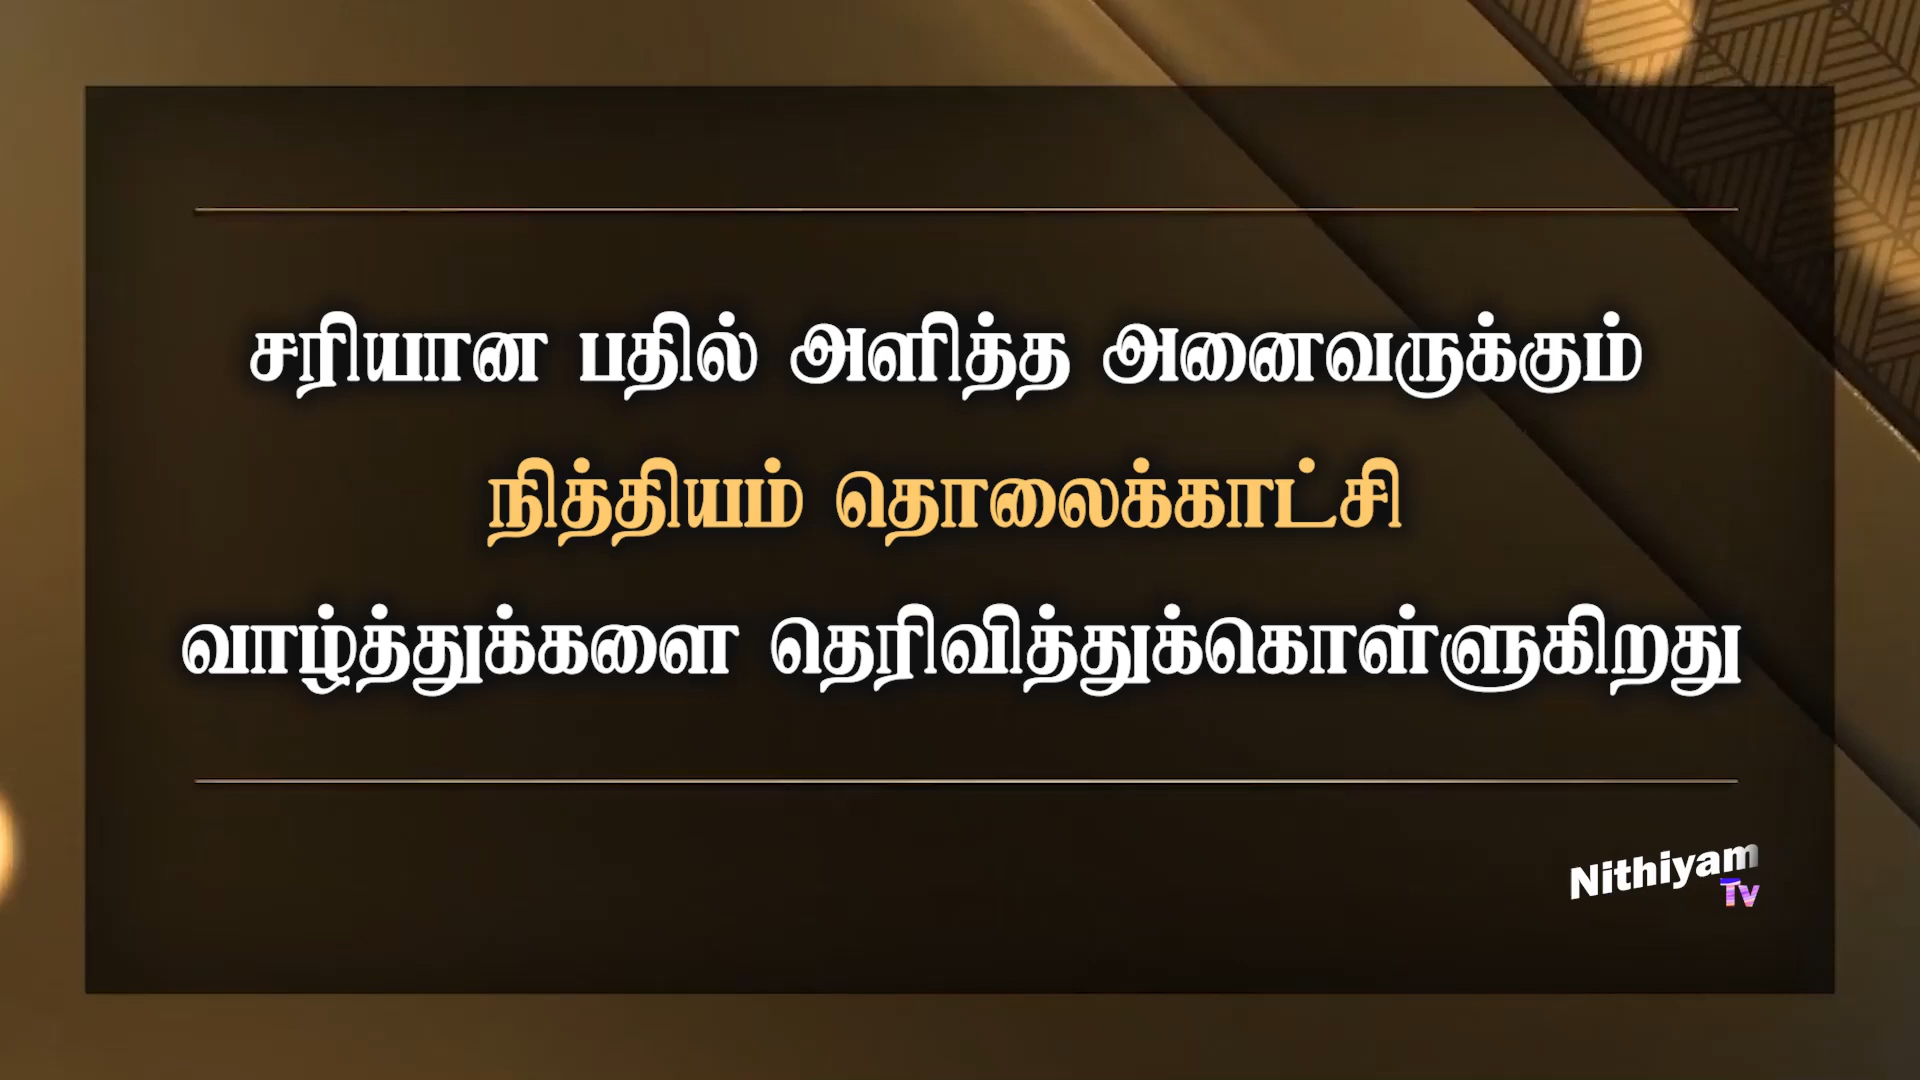 சரியான பதில் அளித்த அனைவருக்கும்
நித்தியம் தொலைக்காட்சி
வாழ்த்துக்களை தெரிவித்துக்கொள்ளுகிறது
Nithiyam
Tv